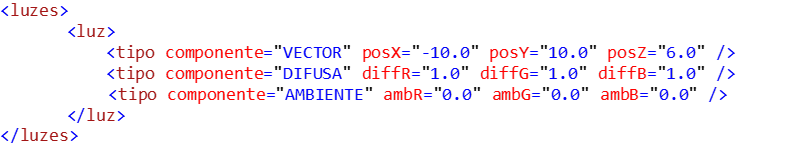 <luzes>
<luz>
<tipo componente="VECTOR" posX="-10.0" posY="10.0" posZ="6.0" />
<tipo componente="DIFUSA" diffR="1.0" diffG="1.0" diffB="1.0" />
<tipo componente="AMBIENTE" ambR="0.0" ambG="0.0" ambB="0.0" />
</luz>
</luzes>